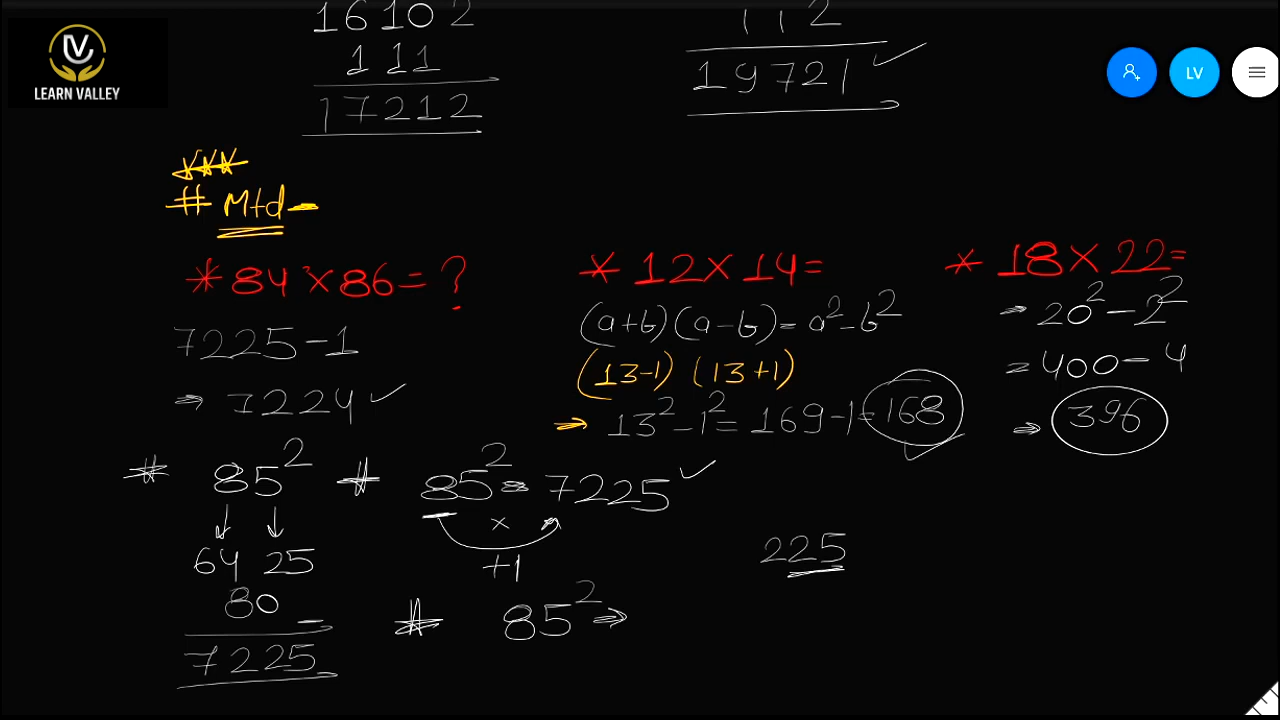 16102
111
17212
112
19721 ✓
LEARN VALLEY
LV
***
# Mtd-
* 84 × 86 = ?
7225 - 1
⇒ 7224 ✓
* 12 × 14 =
(a+b) (a-b) = a² - b²
(13-1) (13+1)
⇒ 13² - 1² = 169 - 1 = 168
* 18 × 22 =
⇒ 20² - 2²
= 400 - 4
⇒ 396
# 85²
64 25
80 _
7225
# 85² = 7225 ✓
×
+1
# 85² ⇒
225